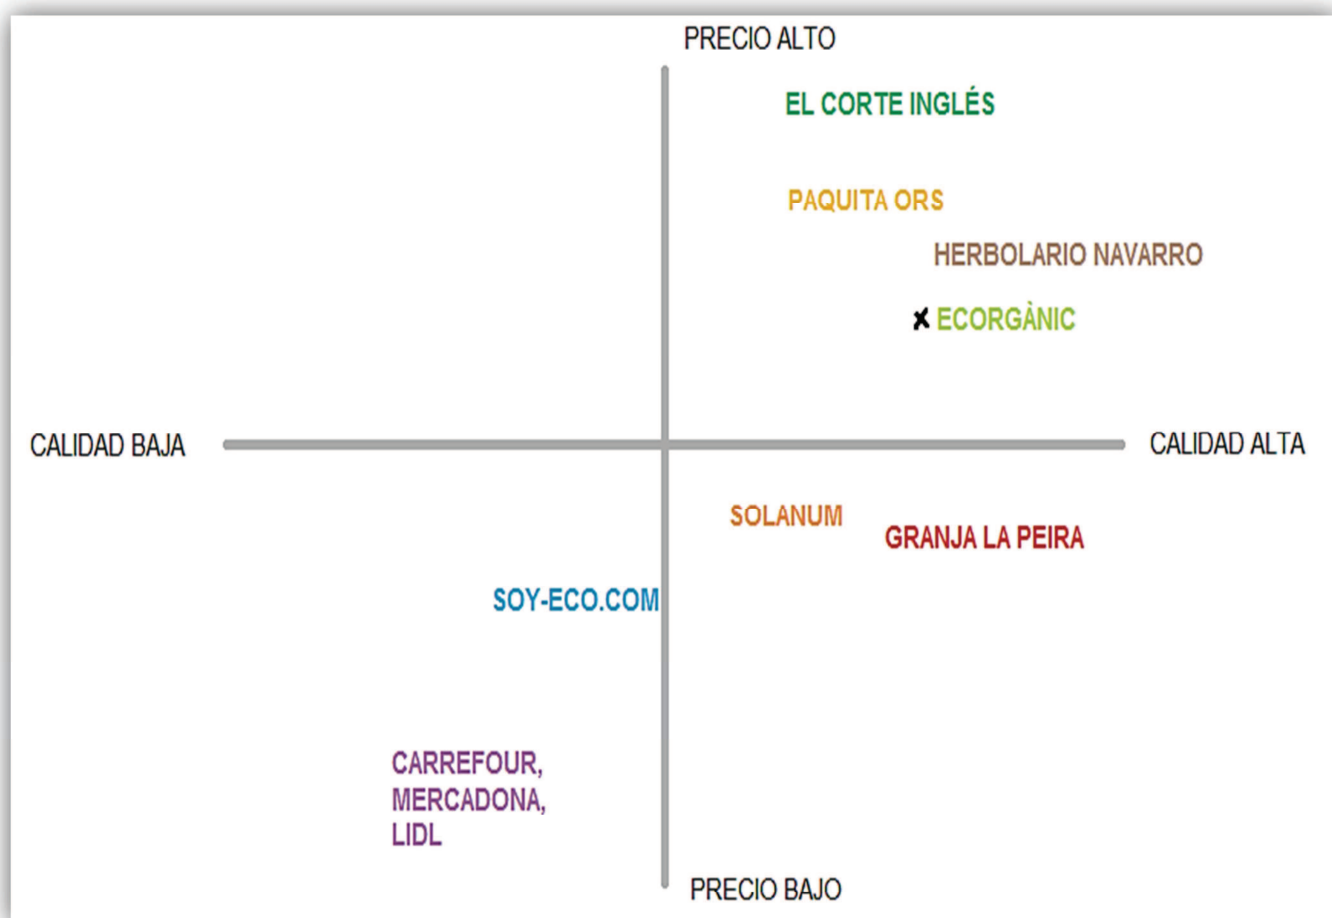 PRECIO ALTO
EL CORTE INGLÉS
PAQUITA ORS
HERBOLARIO NAVARRO
✘ ECORGÀNIC
CALIDAD BAJA
CALIDAD ALTA
SOLANUM
GRANJA LA PEIRA
SOY-ECO.COM
CARREFOUR,
MERCADONA,
LIDL
PRECIO BAJO